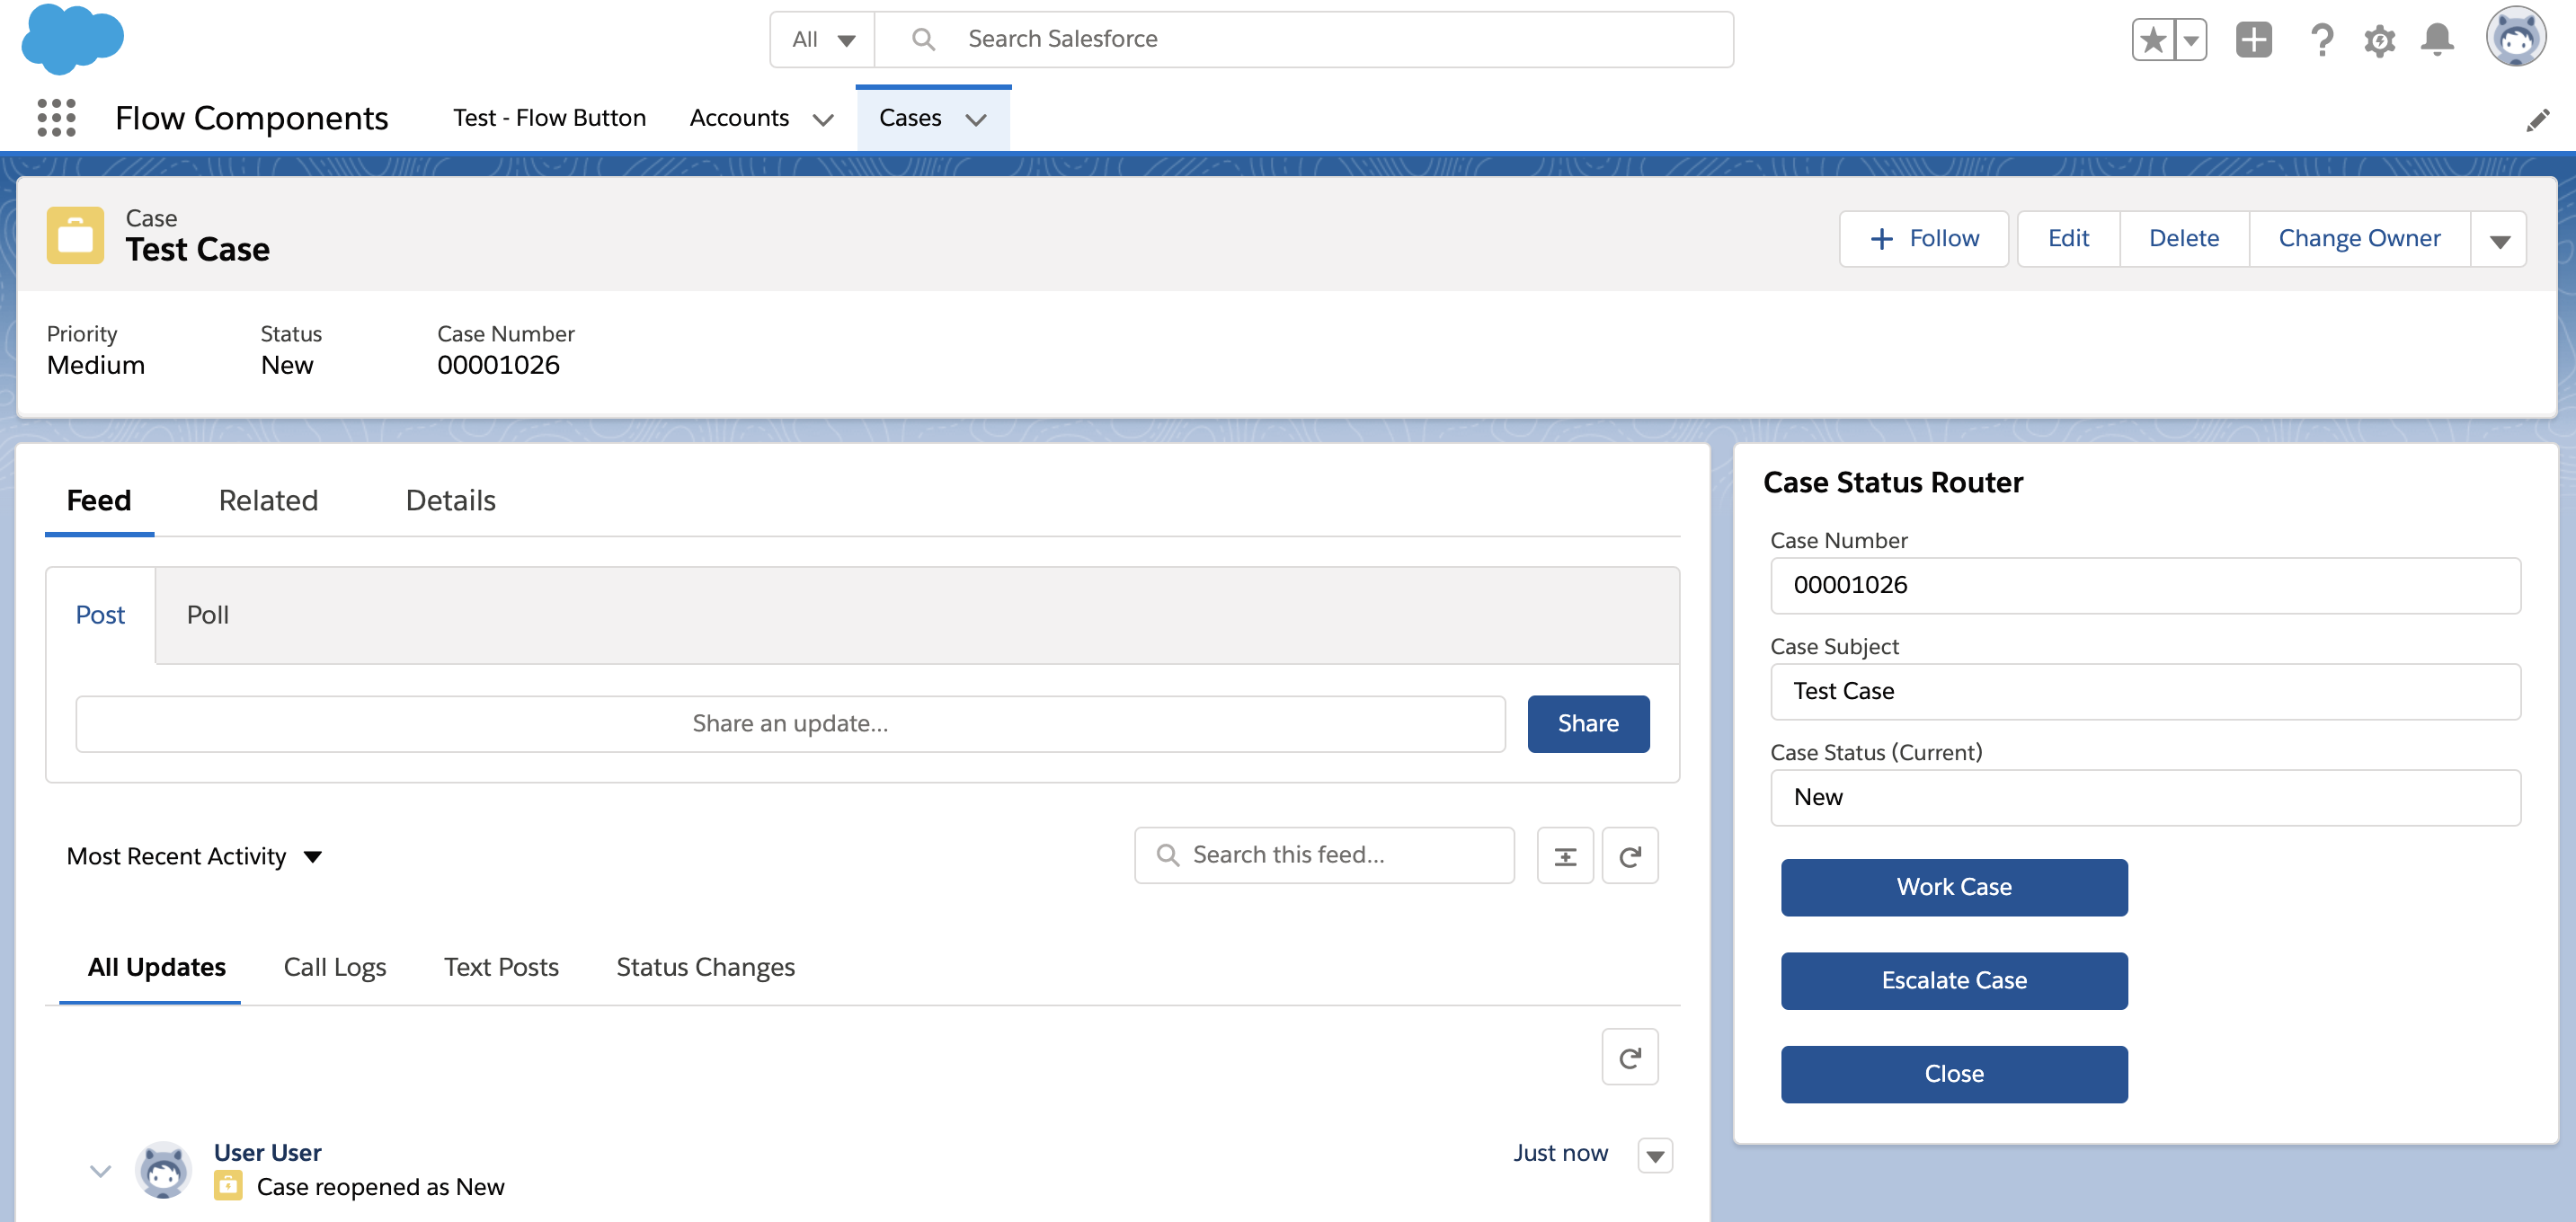 All Search Salesforce
Flow Components Test - Flow Button Accounts Cases
Case
Test Case
Follow Edit Delete Change Owner
Priority Status Case Number
Medium New 00001026
Feed Related Details
Post Poll
Share an update... Share
Most Recent Activity Search this feed...
All Updates Call Logs Text Posts Status Changes
User User Just now
Case reopened as New
Case Status Router
Case Number
00001026
Case Subject
Test Case
Case Status (Current)
New
Work Case
Escalate Case
Close